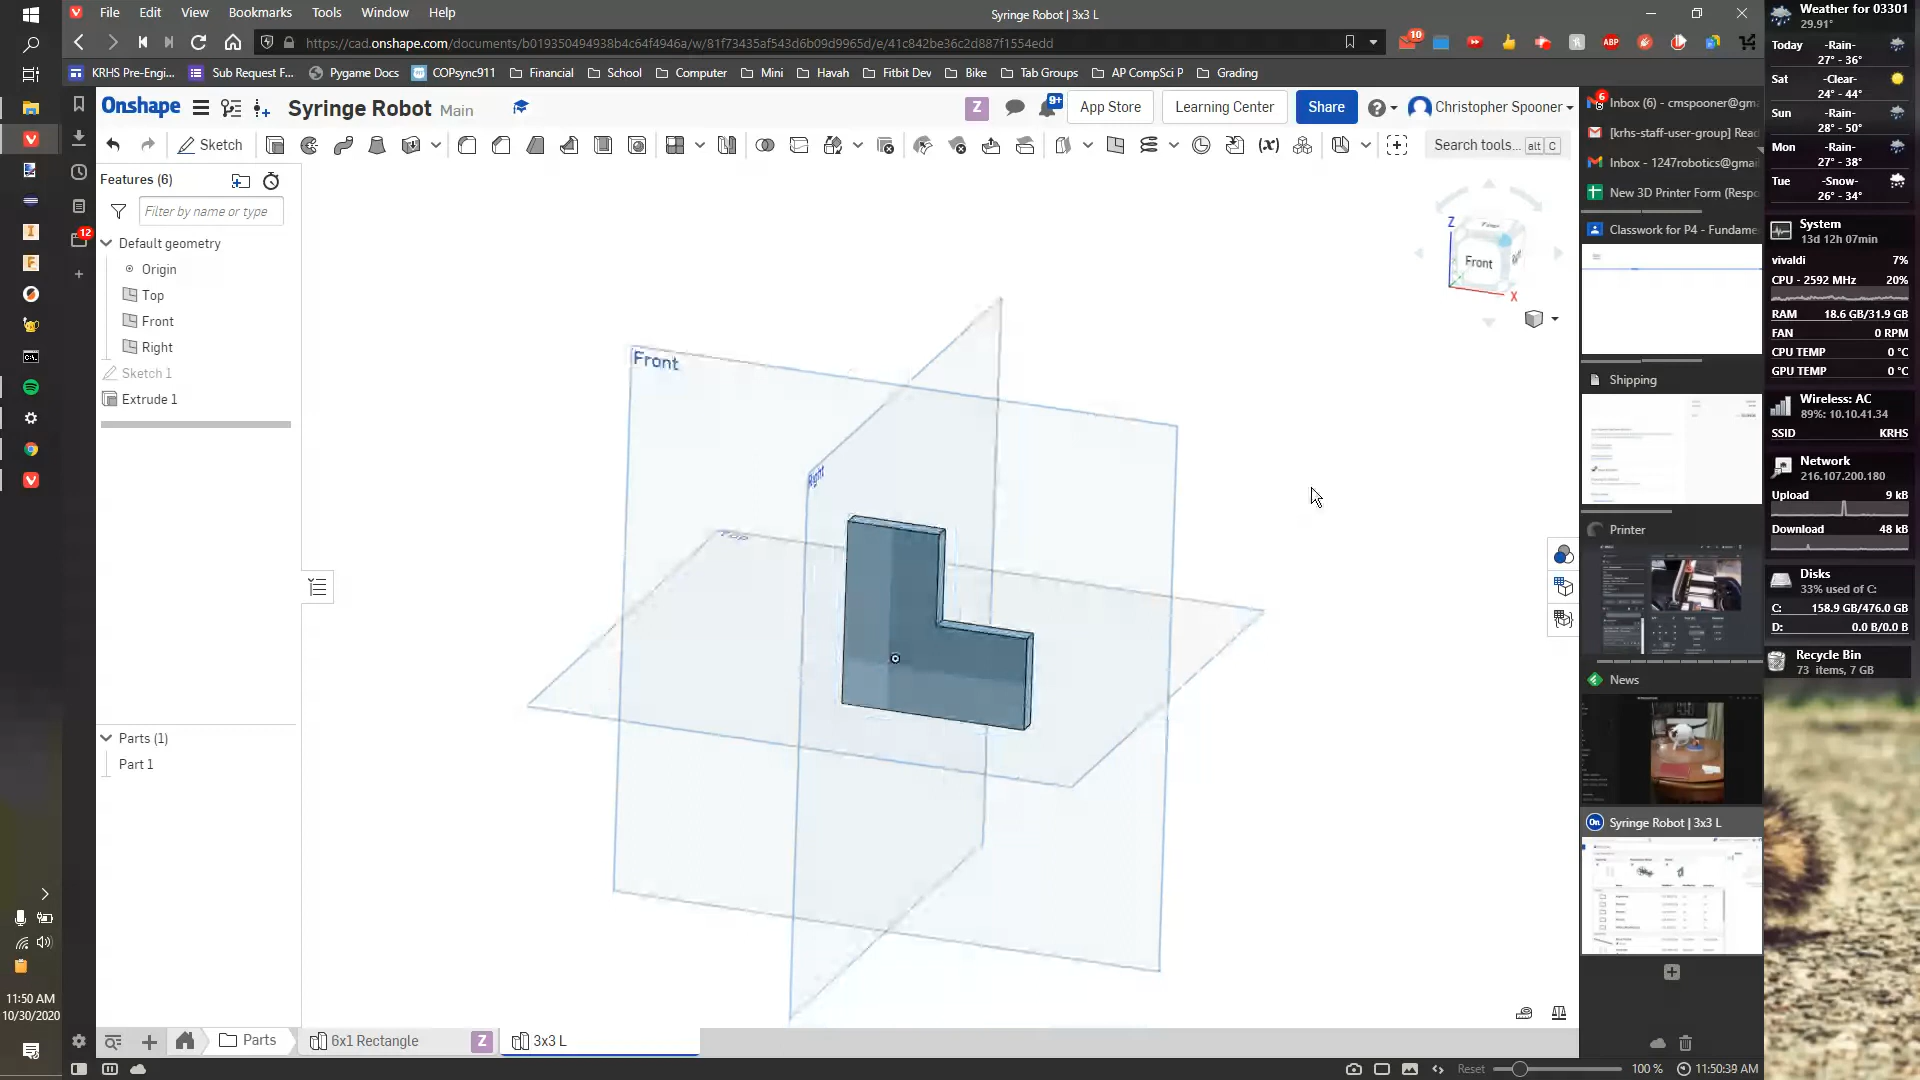 File Edit View Bookmarks Tools Window Help
Syringe Robot | 3x3 L
https://cad.onshape.com/documents/b019350494938b4c64f4946a/w/81f73435af543d6b09d9965d/e/41c842be36c2d887f1554edd
10
ABP
KRHS Pre-Engi... Sub Request F... Pygame Docs COPsync911 Financial School Computer Mini Havah Fitbit Dev Bike Tab Groups AP CompSci P Grading
Onshape Syringe Robot Main
Z 9+ App Store Learning Center Share Christopher Spooner
Sketch
Search tools... alt C
Features (6)
Filter by name or type
Default geometry
Origin
Top
Front
Right
Sketch 1
Extrude 1
Parts (1)
Part 1
Front
Right
Top
Z
Front
X
12
Parts
6x1 Rectangle Z
3x3 L
Reset 100 % 11:50:39 AM
11:50 AM
10/30/2020
6
Inbox (6) - cmspooner@gma
[krhs-staff-user-group] Read
Inbox - 1247robotics@gmai
New 3D Printer Form (Respo
Classwork for P4 - Fundame
Shipping
Printer
News
Syringe Robot | 3x3 L
Weather for 03301
29.91"
Today -Rain-
27° - 36°
Sat -Clear-
24° - 44°
Sun -Rain-
28° - 50°
Mon -Rain-
27° - 38°
Tue -Snow-
26° - 34°
System
13d 12h 07min
vivaldi 7%
CPU - 2592 MHz 20%
RAM 18.6 GB/31.9 GB
FAN 0 RPM
CPU TEMP 0 °C
GPU TEMP 0 °C
Wireless: AC
89%: 10.10.41.34
SSID KRHS
Network
216.107.200.180
Upload 9 kB
Download 48 kB
Disks
33% used of C:
C: 158.9 GB/476.0 GB
D: 0.0 B/0.0 B
Recycle Bin
73 items, 7 GB